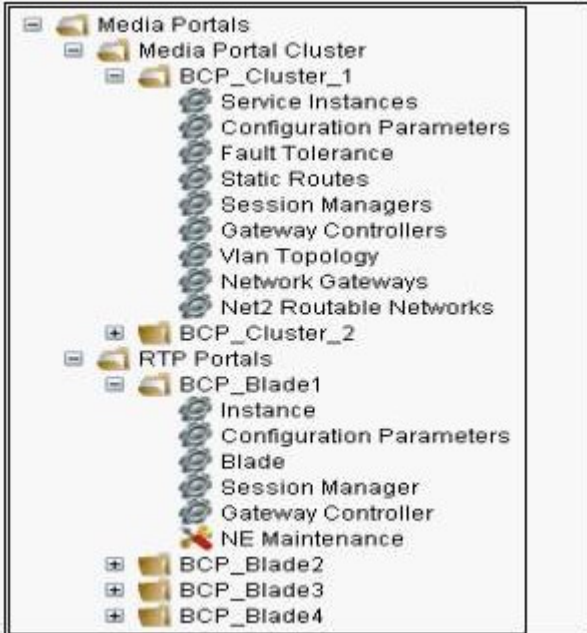 Media Portals
Media Portal Cluster
BCP_Cluster_1
Service Instances
Configuration Parameters
Fault Tolerance
Static Routes
Session Managers
Gateway Controllers
Vlan Topology
Network Gateways
Net2 Routable Networks
BCP_Cluster_2
RTP Portals
BCP_Blade1
Instance
Configuration Parameters
Blade
Session Manager
Gateway Controller
NE Maintenance
BCP_Blade2
BCP_Blade3
BCP_Blade4